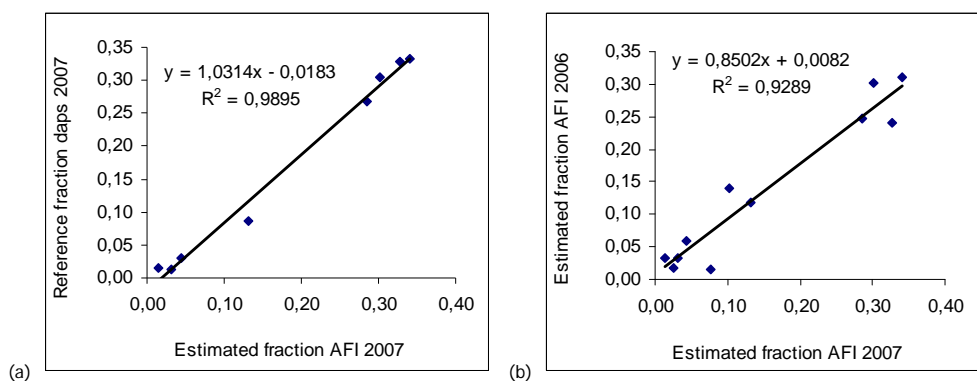 0,35
0,30
0,25
0,20
0,15
0,10
0,05
0,00
Reference fraction daps 2007
y = 1,0314x - 0,0183
R² = 0,9895
0,00 0,10 0,20 0,30 0,40
Estimated fraction AFI 2007
(a)
0,35
0,30
0,25
0,20
0,15
0,10
0,05
0,00
Estimated fraction AFI 2006
y = 0,8502x + 0,0082
R² = 0,9289
0,00 0,10 0,20 0,30 0,40
Estimated fraction AFI 2007
(b)